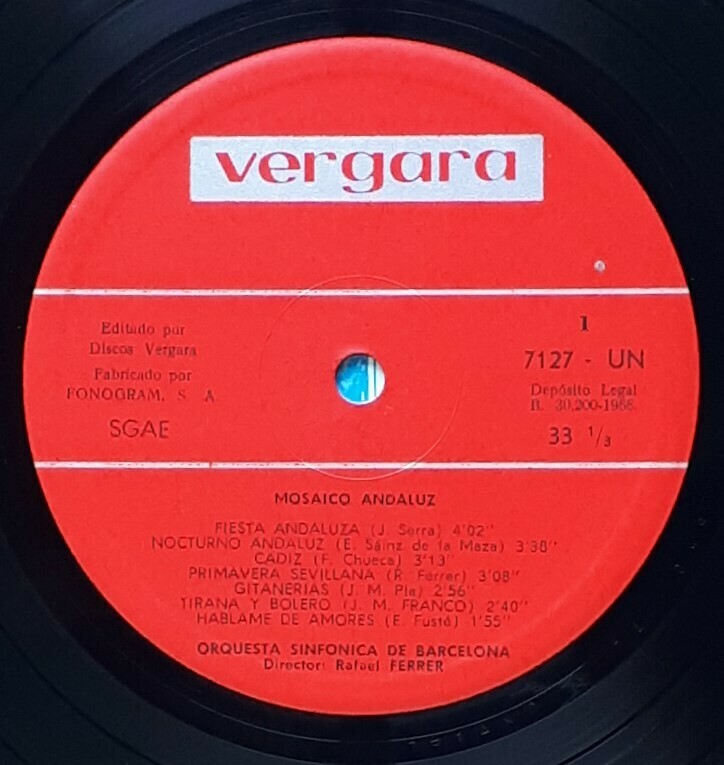 vergara
Editado por
Discos Vergara
Fabricado por
FONOGRAM, S. A
SGAE
1
7127 - UN
Depósito Legal
B. 30.200-1968.
33 1/3
MOSAICO ANDALUZ
FIESTA ANDALUZA (J. Serra) 4'02"
NOCTURNO ANDALUZ (E. Sáinz de la Maza) 3'38"
CADIZ (F. Chueca) 3'13"
PRIMAVERA SEVILLANA (R. Ferrer) 3'08"
GITANERIAS (J. M. Pla) 2'56"
TIRANA Y BOLERO (J. M. FRANCO) 2'40"
HABLAME DE AMORES (E. Fusté) 1'55"
ORQUESTA SINFONICA DE BARCELONA
Director: Rafael FERRER